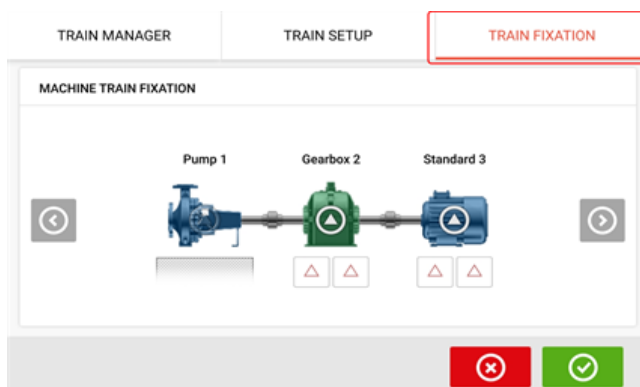 TRAIN MANAGER TRAIN SETUP TRAIN FIXATION
MACHINE TRAIN FIXATION
Pump 1 Gearbox 2 Standard 3